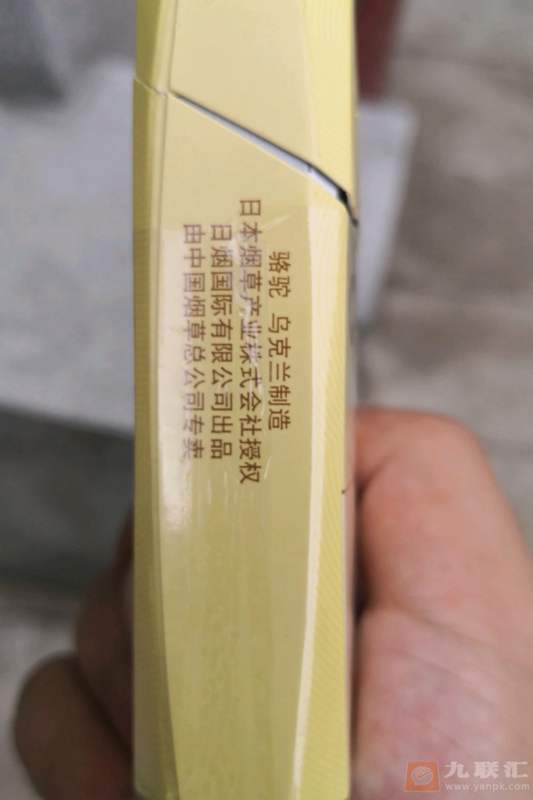 骆驼 乌克兰制造
日本烟草产业株式会社授权
日烟国际有限公司出品
由中国烟草总公司专卖
九联汇
www.yanpk.com